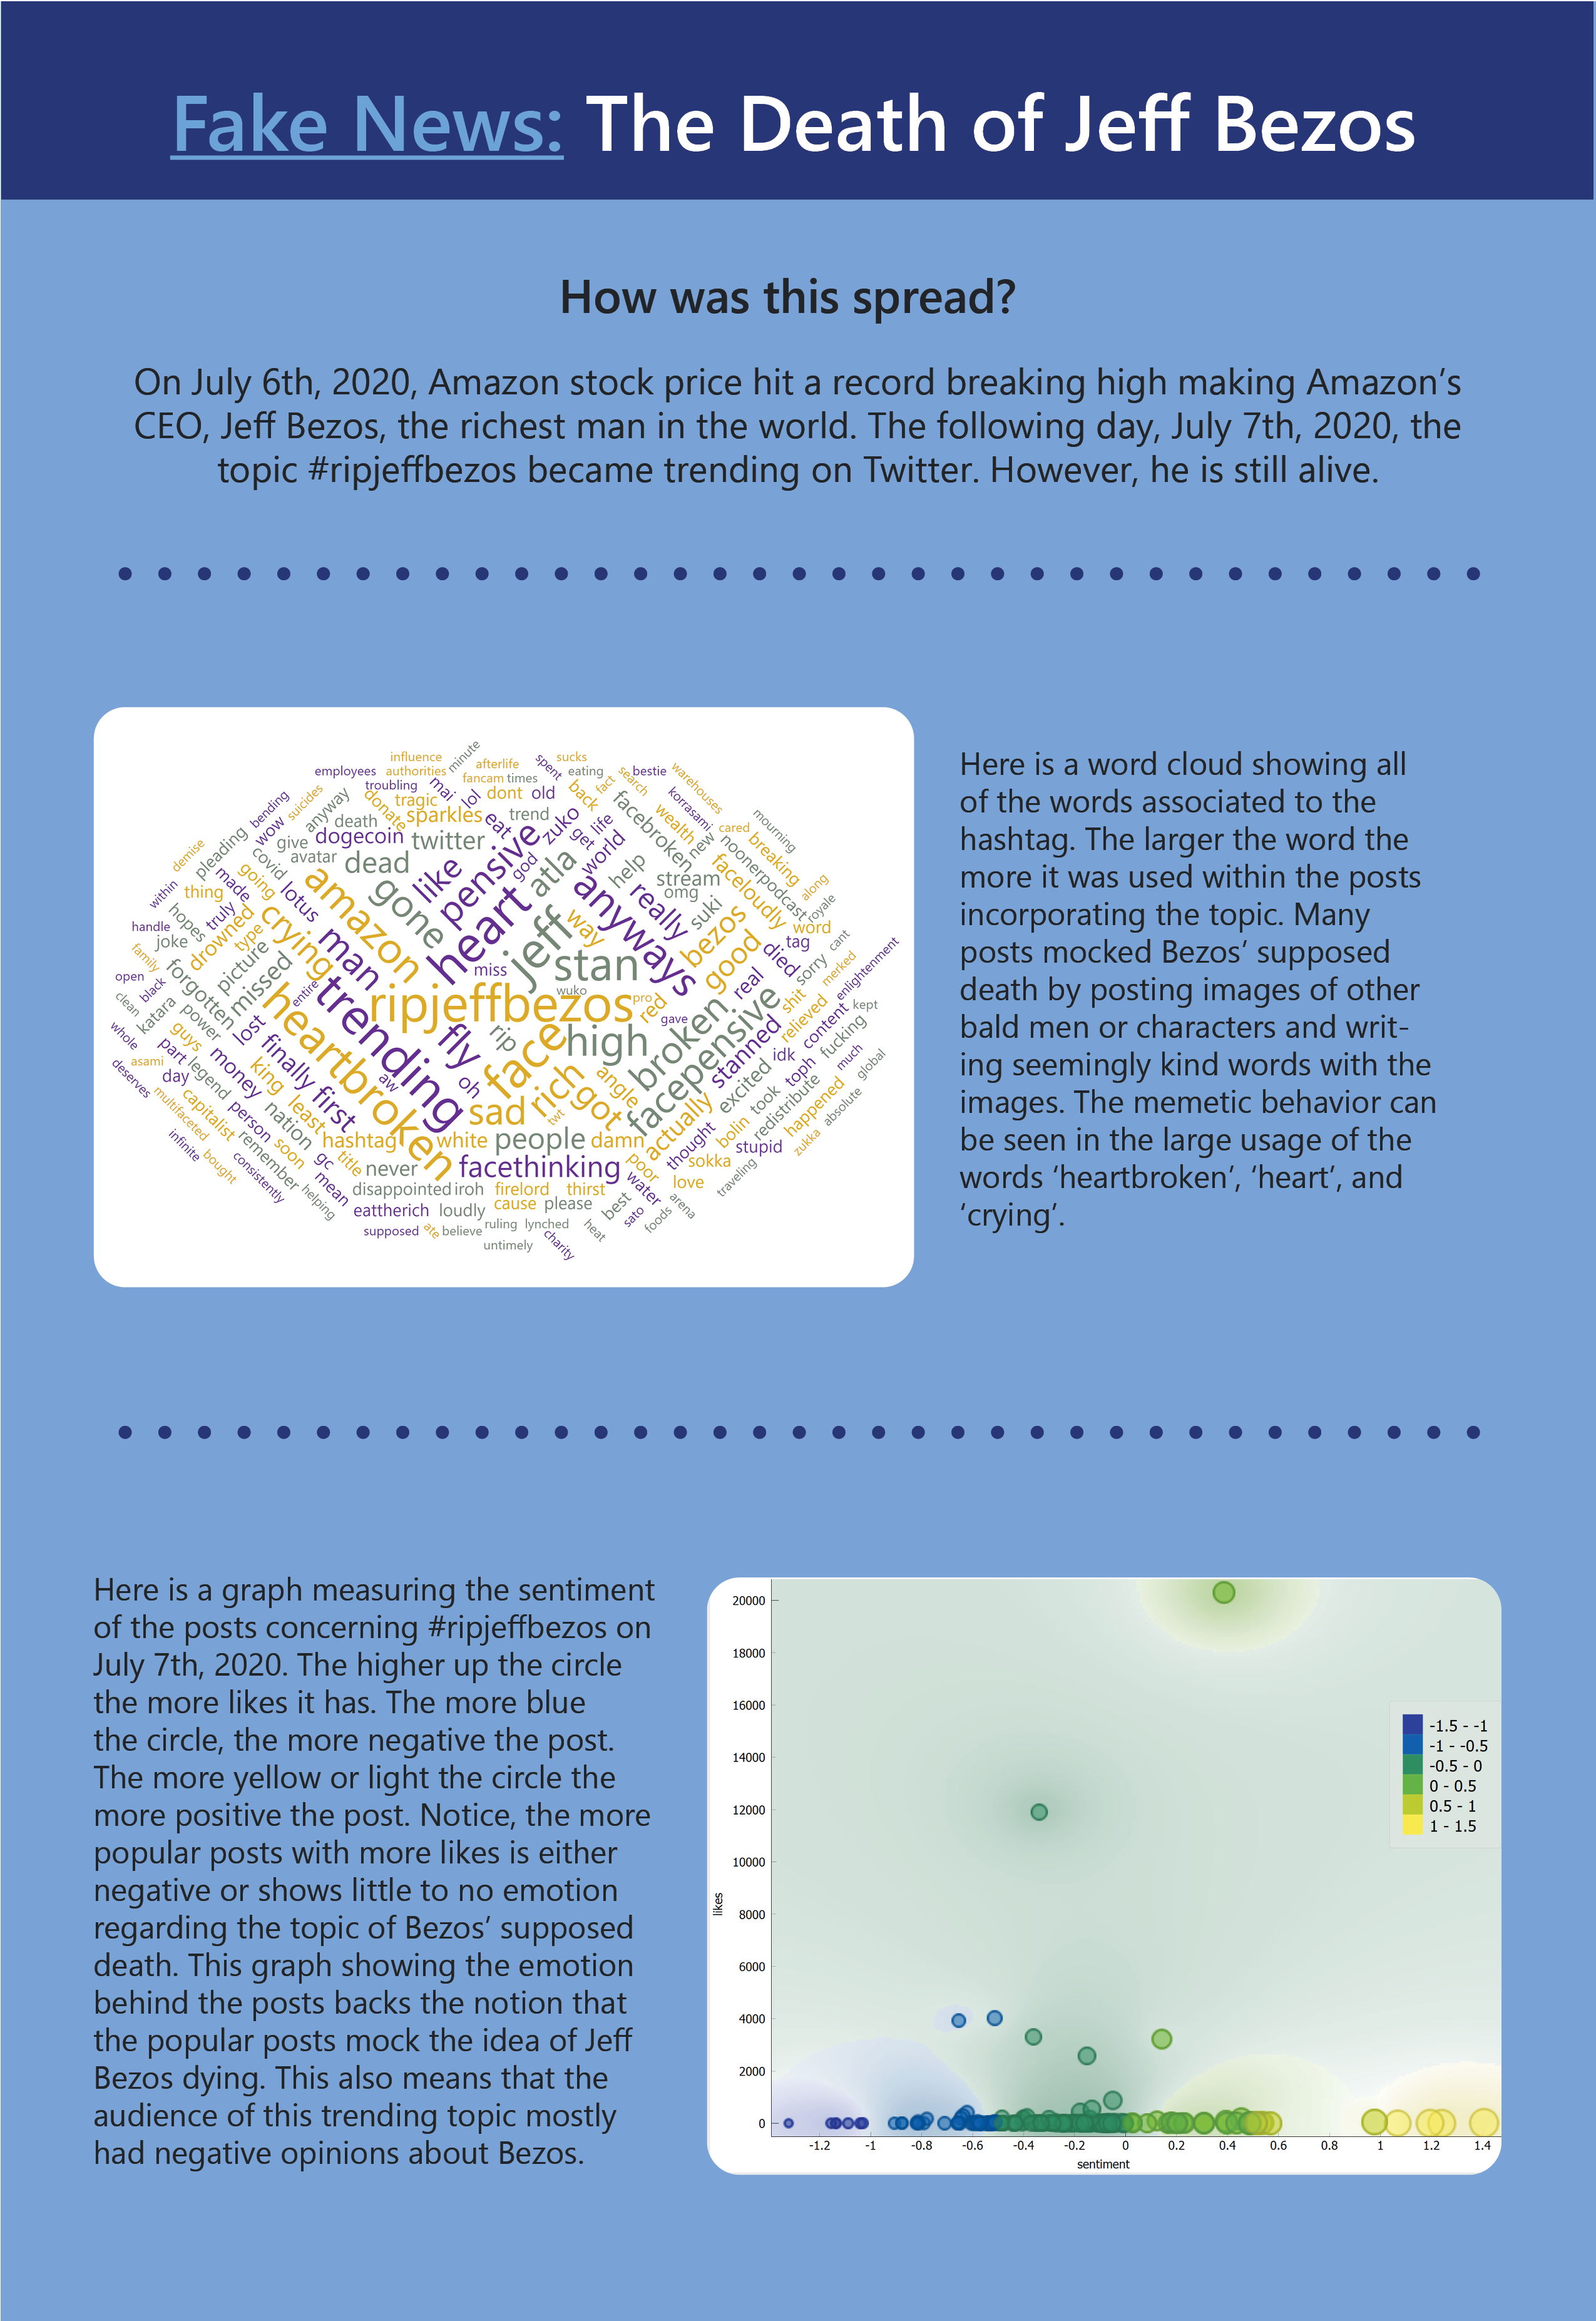 Fake News: The Death of Jeff Bezos
How was this spread?
On July 6th, 2020, Amazon stock price hit a record breaking high making Amazon’s
CEO, Jeff Bezos, the richest man in the world. The following day, July 7th, 2020, the
topic #ripjeffbezos became trending on Twitter. However, he is still alive.
influence
minute
afterlife
spent
sucks
employees
authorities
fancam
times
eating
search
bestie
warehouses
troubling
mai
lol
dont
old
back
fact
korrasami
bending
suicides
anyway
donate
tragic
sparkles
eat
trend
zuko
get
life
facebroken
wealth
new
cared
mourning
wow
death
dogecoin
twitter
pensive
world
noonerpodcast
breaking
demise
pleading
give
avatar
covid
dead
like
god
atla
help
faceloudly
along
within
thing
made
going
lotus
amazon
gone
heart
jeff
way
anyways
really
stream
omg
suki
bezos
royale
word
handle
hopes
truly
type
drowned
crying
man
miss
stan
good
died
tag
cant
joke
family
picture
missed
entire
wuko
real
sorry
merked
enlightenment
open
black
forgotten
trending
ripjeffbezos
pro
red
broken
facepensive
shit
relieved
content
kept
clean
katara
power
lost
heartbroken
fly
rip
face
high
gave
stanned
idk
fucking
whole
guys
part
finally
first
aw
oh
rich
got
angle
excited
toph
much
global
asami
deserves
day
legend
money
king
least
sad
twt
actually
took
redistribute
happened
absolute
multifaceted
capitalist
person
nation
hashtag
white
people
damn
thought
bolin
stupid
zukka
infinite
remember
soon
gc
title
never
facethinking
poor
sokka
bought
consistently
helping
mean
disappointed
iroh
firelord
thirst
water
love
traveling
eattherich
loudly
cause
please
best
sato
foods
arena
supposed
ate
believe
ruling
lynched
heat
untimely
charity
Here is a word cloud showing all
of the words associated to the
hashtag. The larger the word the
more it was used within the posts
incorporating the topic. Many
posts mocked Bezos’ supposed
death by posting images of other
bald men or characters and writ-
ing seemingly kind words with the
images. The memetic behavior can
be seen in the large usage of the
words ‘heartbroken’, ‘heart’, and
‘crying’.
Here is a graph measuring the sentiment
of the posts concerning #ripjeffbezos on
July 7th, 2020. The higher up the circle
the more likes it has. The more blue
the circle, the more negative the post.
The more yellow or light the circle the
more positive the post. Notice, the more
popular posts with more likes is either
negative or shows little to no emotion
regarding the topic of Bezos’ supposed
death. This graph showing the emotion
behind the posts backs the notion that
the popular posts mock the idea of Jeff
Bezos dying. This also means that the
audience of this trending topic mostly
had negative opinions about Bezos.
20000
18000
16000
14000
12000
10000
8000
6000
4000
2000
0
likes
-1.5 - -1
-1 - -0.5
-0.5 - 0
0 - 0.5
0.5 - 1
1 - 1.5
-1.2 -1 -0.8 -0.6 -0.4 -0.2 0 0.2 0.4 0.6 0.8 1 1.2 1.4
sentiment